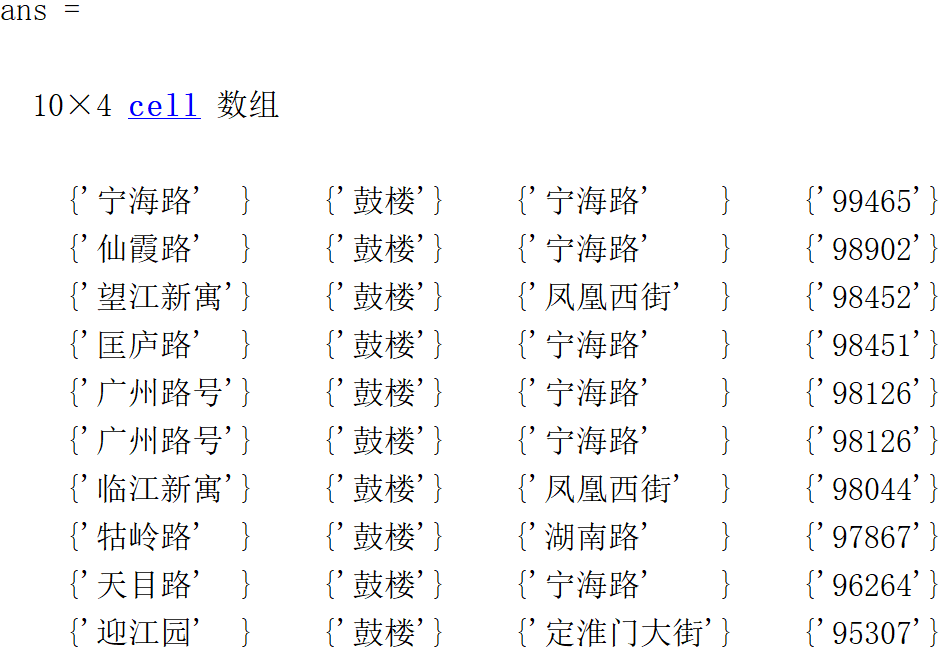 ans =
10×4 cell 数组
{'宁海路'  }    {'鼓楼'}    {'宁海路'    }    {'99465'}
{'仙霞路'  }    {'鼓楼'}    {'宁海路'    }    {'98902'}
{'望江新寓'}    {'鼓楼'}    {'凤凰西街'  }    {'98452'}
{'匡庐路'  }    {'鼓楼'}    {'宁海路'    }    {'98451'}
{'广州路号'}    {'鼓楼'}    {'宁海路'    }    {'98126'}
{'广州路号'}    {'鼓楼'}    {'宁海路'    }    {'98126'}
{'临江新寓'}    {'鼓楼'}    {'凤凰西街'  }    {'98044'}
{'牯岭路'  }    {'鼓楼'}    {'湖南路'    }    {'97867'}
{'天目路'  }    {'鼓楼'}    {'宁海路'    }    {'96264'}
{'迎江园'  }    {'鼓楼'}    {'定淮门大街'}    {'95307'}